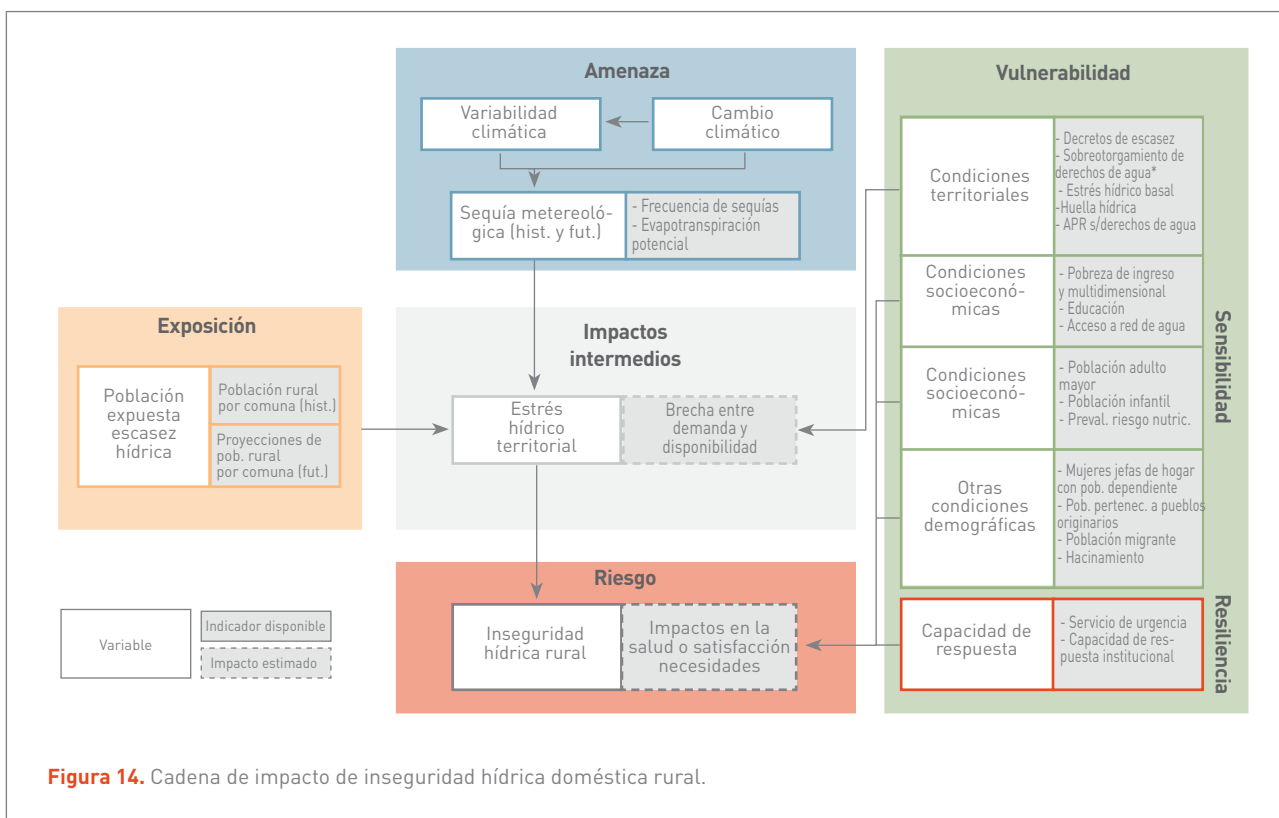 Amenaza
Variabilidad
climática
Cambio
climático
Sequía metereoló-
gica (hist. y fut.)
- Frecuencia de sequías
- Evapotranspiración
potencial
Exposición
Población
expuesta
escasez
hídrica
Población rural
por comuna (hist.)
Proyecciones de
pob. rural
por comuna (fut.)
Impactos
intermedios
Estrés
hídrico
territorial
Brecha entre
demanda y
disponibilidad
Riesgo
Inseguridad
hídrica rural
Impactos en la
salud o satisfacción
necesidades
Vulnerabilidad
Condiciones
territoriales
- Decretos de escasez
- Sobreotorgamiento de
derechos de agua*
- Estrés hídrico basal
-Huella hídrica
- APR s/derechos de agua
Condiciones
socioeconó-
micas
- Pobreza de ingreso
y multidimensional
- Educación
- Acceso a red de agua
Condiciones
socioeconó-
micas
- Población adulto
mayor
- Población infantil
- Preval. riesgo nutric.
Otras
condiciones
demográficas
- Mujeres jefas de hogar
con pob. dependiente
- Pob. pertenec. a pueblos
originarios
- Población migrante
- Hacinamiento
Sensibilidad
Capacidad de
respuesta
- Servicio de urgencia
- Capacidad de res-
puesta institucional
Resiliencia
Variable
Indicador disponible
Impacto estimado
Figura 14. Cadena de impacto de inseguridad hídrica doméstica rural.